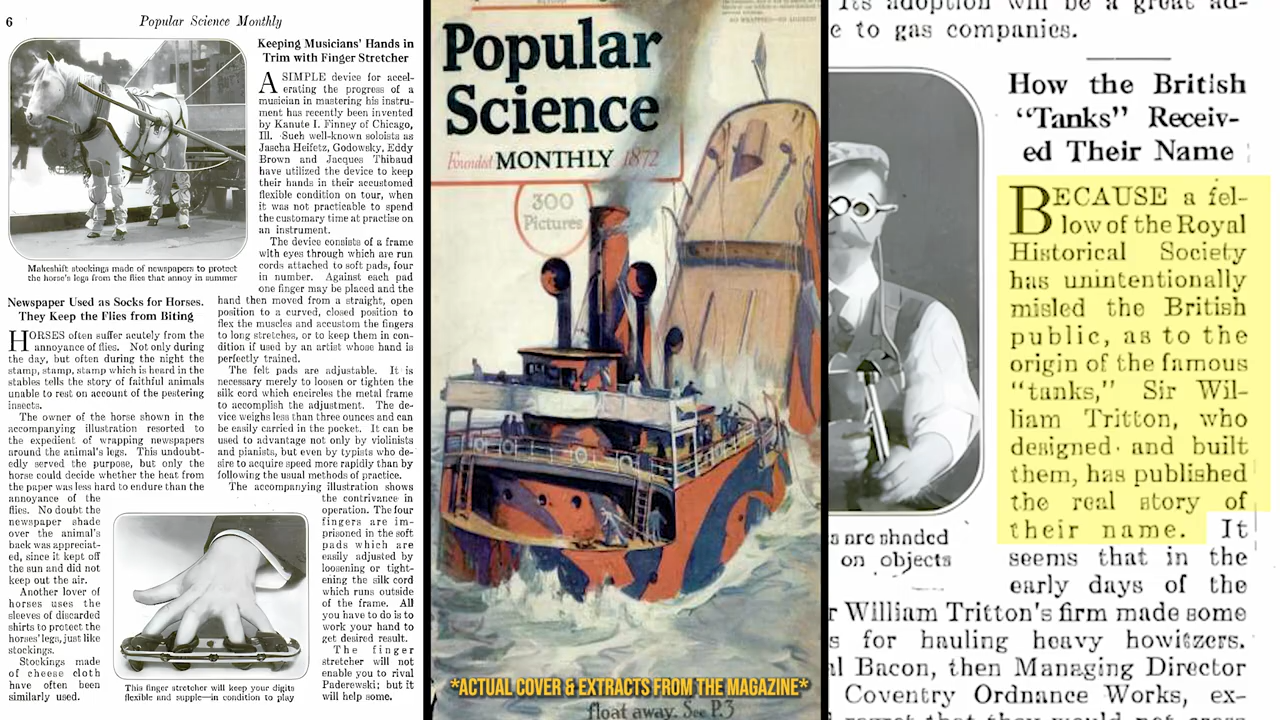 6
Popular Science Monthly
Makeshift stockings made of newspapers to protect
the horse's legs from the flies that annoy in summer
Newspaper Used as Socks for Horses.
They Keep the Flies from Biting
HORSES often suffer acutely from the
annoyance of flies. Not only during
the day, but often during the night the
stamp, stamp, stamp which is heard in the
stables tells the story of faithful animals
unable to rest on account of the pestering
insects.
The owner of the horse shown in the
accompanying illustration resorted to
the expedient of wrapping newspapers
around the animal's legs. This undoubt-
edly served the purpose, but only the
horse could decide whether the heat from
the paper was less hard to endure than the
annoyance of the
flies. No doubt the
newspaper shade
over the animal's
back was appreciat-
ed, since it kept off
the sun and did not
keep out the air.
Another lover of
horses uses the
sleeves of discarded
shirts to protect the
horses' legs, just like
stockings.
Stockings made
of cheese cloth
have often been
similarly used.
Keeping Musicians' Hands in
Trim with Finger Stretcher
A SIMPLE device for accel-
erating the progress of a
musician in mastering his instru-
ment has recently been invented
by Kanute I. Finney of Chicago,
Ill. Such well-known soloists as
Jascha Heifetz, Godowsky, Eddy
Brown and Jacques Thibaud
have utilized the device to keep
their hands in their accustomed
flexible condition on tour, when
it was not practicable to spend
the customary time at practise on
an instrument.
The device consists of a frame
with eyes through which are run
cords attached to soft pads, four
in number. Against each pad
one finger may be placed and the
hand then moved from a straight, open
position to a curved, closed position to
flex the muscles and accustom the fingers
to long stretches, or to keep them in con-
dition if used by an artist whose hand is
perfectly trained.
The felt pads are adjustable. It is
necessary merely to loosen or tighten the
silk cord which encircles the metal frame
to accomplish the adjustment. The de-
vice weighs less than three ounces and can
be easily carried in the pocket. It can be
used to advantage not only by violinists
and pianists, but even by typists who de-
sire to acquire speed more rapidly than by
following the usual methods of practice.
The accompanying illustration shows
the contrivance in
operation. The four
fingers are im-
prisoned in the soft
pads which are
easily adjusted by
loosening or tight-
ening the silk cord
which runs outside
of the frame. All
you have to do is to
work your hand to
get desired result.
The finger
stretcher will not
enable you to rival
Paderewski; but it
will help some.
This finger stretcher will keep your digits
flexible and supple—in condition to play
Popular
Science
Founded MONTHLY 1872
300
Pictures
*ACTUAL COVER & EXTRACTS FROM THE MAGAZINE*
float away. See P.3
Its adoption will be a great ad-
e to gas companies.
How the British
“Tanks” Receiv-
ed Their Name
BECAUSE a fel-
low of the Royal
Historical Society
has unintentionally
misled the British
public, as to the
origin of the famous
“tanks,” Sir Wil-
liam Tritton, who
designed and built
them, has published
the real story of
their name. It
seems that in the
early days of the
r William Tritton's firm made some
s for hauling heavy howitzers.
l Bacon, then Managing Director
Coventry Ordnance Works, ex-
regret that they would not cross
s are shaded
on objects